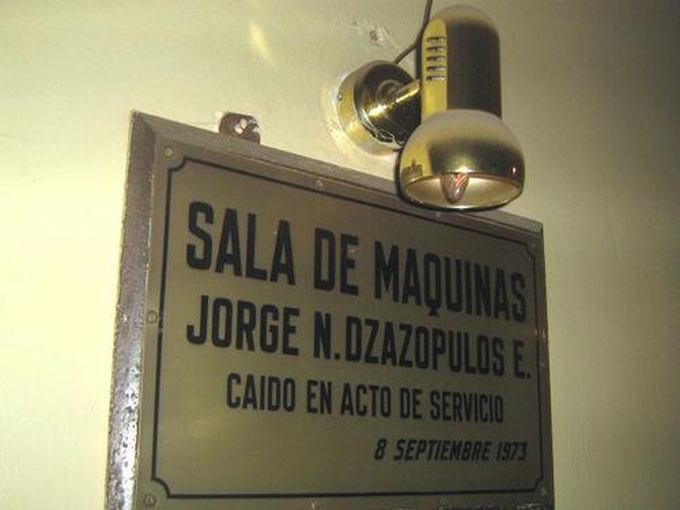 SALA DE MAQUINAS
JORGE N. DZAZOPULOS E.
CAIDO EN ACTO DE SERVICIO
8 SEPTIEMBRE 1973